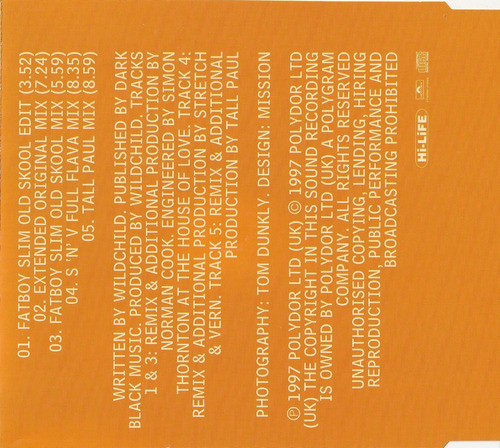 01. FATBOY SLIM OLD SKOOL EDIT (3.52)
02. EXTENDED ORIGINAL MIX (7.24)
03. FATBOY SLIM OLD SKOOL MIX (5.59)
04. S 'N' V FULL FLAVA MIX (8.35)
05. TALL PAUL MIX (8.59)
WRITTEN BY WILDCHILD. PUBLISHED BY DARK
BLACK MUSIC. PRODUCED BY WILDCHILD. TRACKS
1 & 3: REMIX & ADDITIONAL PRODUCTION BY
NORMAN COOK. ENGINEERED BY SIMON
THORNTON AT THE HOUSE OF LOVE. TRACK 4:
REMIX & ADDITIONAL PRODUCTION BY STRETCH
& VERN. TRACK 5: REMIX & ADDITIONAL
PRODUCTION BY TALL PAUL
PHOTOGRAPHY: TOM DUNKLY. DESIGN: MISSION
℗ 1997 POLYDOR LTD (UK) © 1997 POLYDOR LTD
(UK) THE COPYRIGHT IN THIS SOUND RECORDING
IS OWNED BY POLYDOR LTD (UK) A POLYGRAM
COMPANY. ALL RIGHTS RESERVED
UNAUTHORISED COPYING, LENDING, HIRING
REPRODUCTION, PUBLIC PERFORMANCE AND
BROADCASTING PROHIBITED
Hi-LiFE